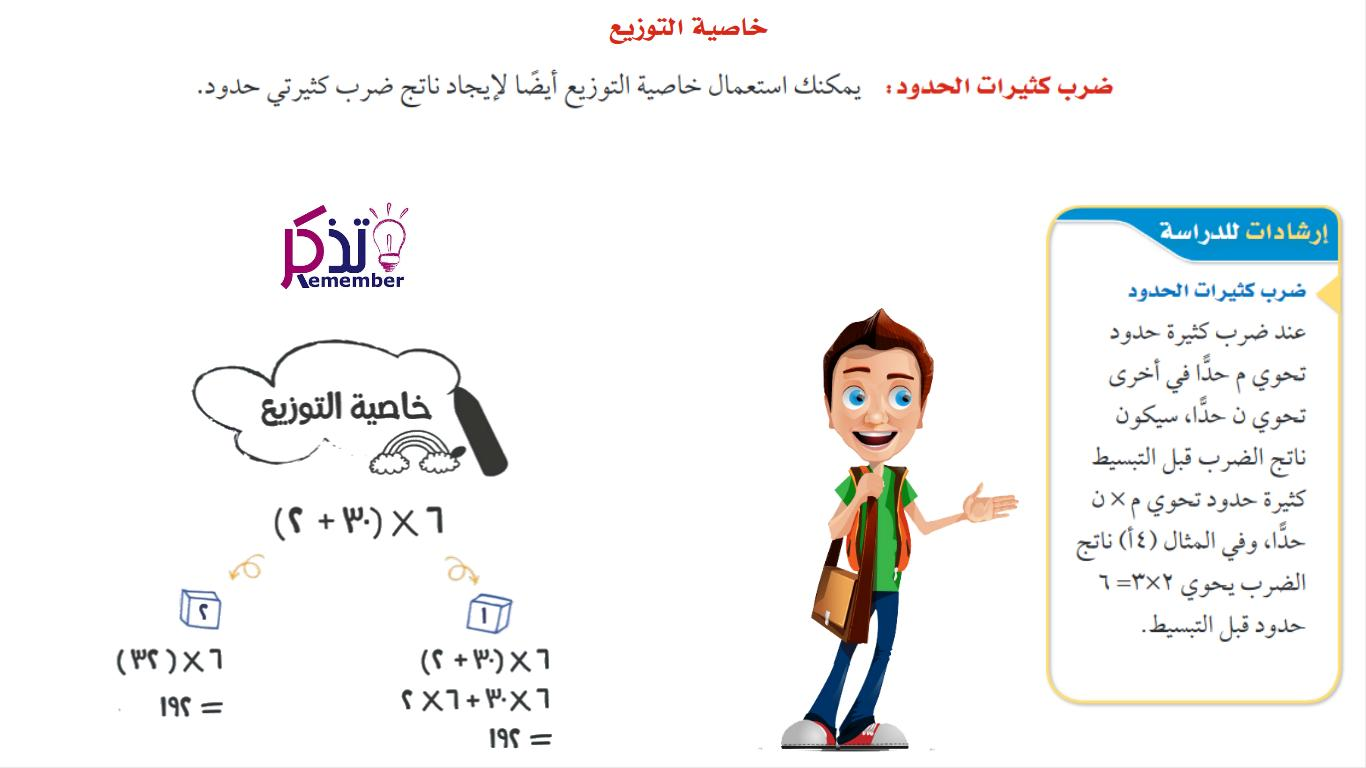 خاصية التوزيع
ضرب كثيرات الحدود: يمكنك استعمال خاصية التوزيع أيضًا لإيجاد ناتج ضرب كثيرتي حدود.
إرشادات للدراسة
ضرب كثيرات الحدود
عند ضرب كثيرة حدود
تحوي م حدًّا في أخرى
تحوي ن حدًّا، سيكون
ناتج الضرب قبل التبسيط
كثيرة حدود تحوي م × ن
حدًّا، وفي المثال (٤أ) ناتج
الضرب يحوي ٢×٣= ٦
حدود قبل التبسيط.
تذكر
Remember
خاصية التوزيع
٦ × (٣٠ + ٢)
١
٦ × (٣٠ + ٢)
٦ × ٣٠ + ٦ × ٢
= ١٩٢
٢
٦ × (٣٢)
= ١٩٢